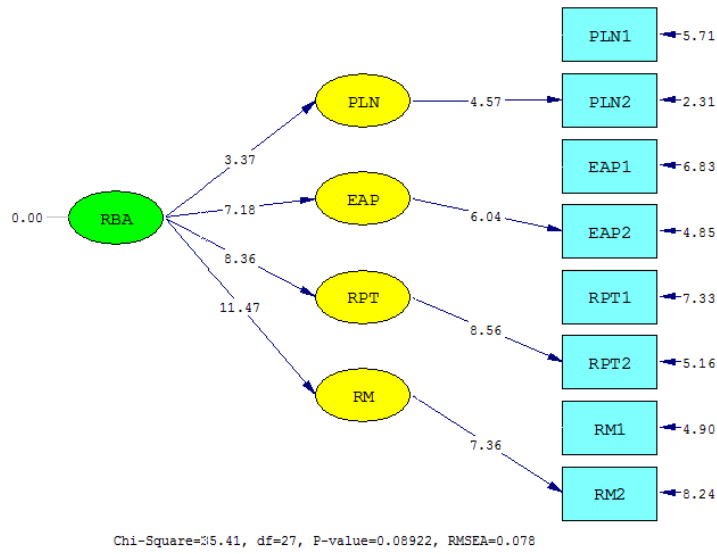 PLN1
5.71
PLN
4.57
PLN2
2.31
3.37
EAP1
6.83
0.00
RBA
7.18
EAP
6.04
EAP2
4.85
8.36
RPT1
7.33
RPT
11.47
8.56
RPT2
5.16
RM
RM1
4.90
7.36
RM2
8.24
Chi-Square=35.41, df=27, P-value=0.08922, RMSEA=0.078